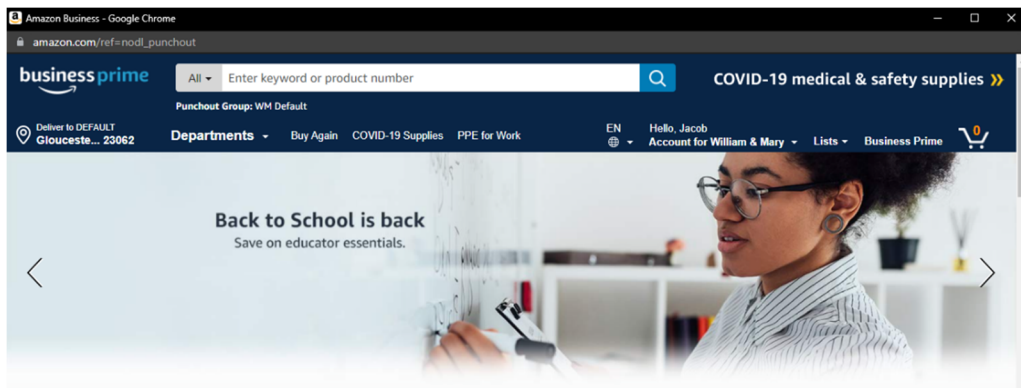 Amazon Business - Google Chrome
amazon.com/ref=nodl_punchout
business prime
All
Enter keyword or product number
COVID-19 medical & safety supplies
Punchout Group: WM Default
Deliver to DEFAULT
Glouceste... 23062
Departments
Buy Again
COVID-19 Supplies
PPE for Work
EN
Hello, Jacob
Account for William & Mary
Lists
Business Prime
0
Back to School is back
Save on educator essentials.